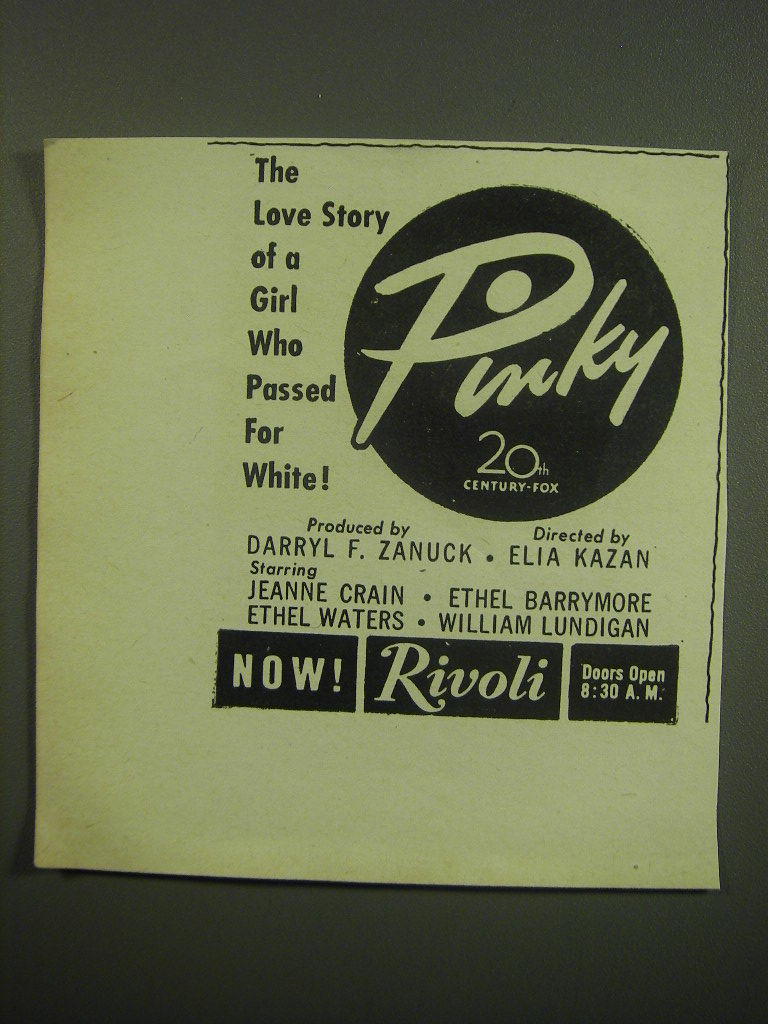 The
Love Story
of a
Girl
Who
Passed
For
White!
Pinky
20th
CENTURY-FOX
Produced by
DARRYL F. ZANUCK • 
Directed by
ELIA KAZAN
Starring
JEANNE CRAIN • ETHEL BARRYMORE
ETHEL WATERS • WILLIAM LUNDIGAN
NOW!
Rivoli
Doors Open
8:30 A.M.